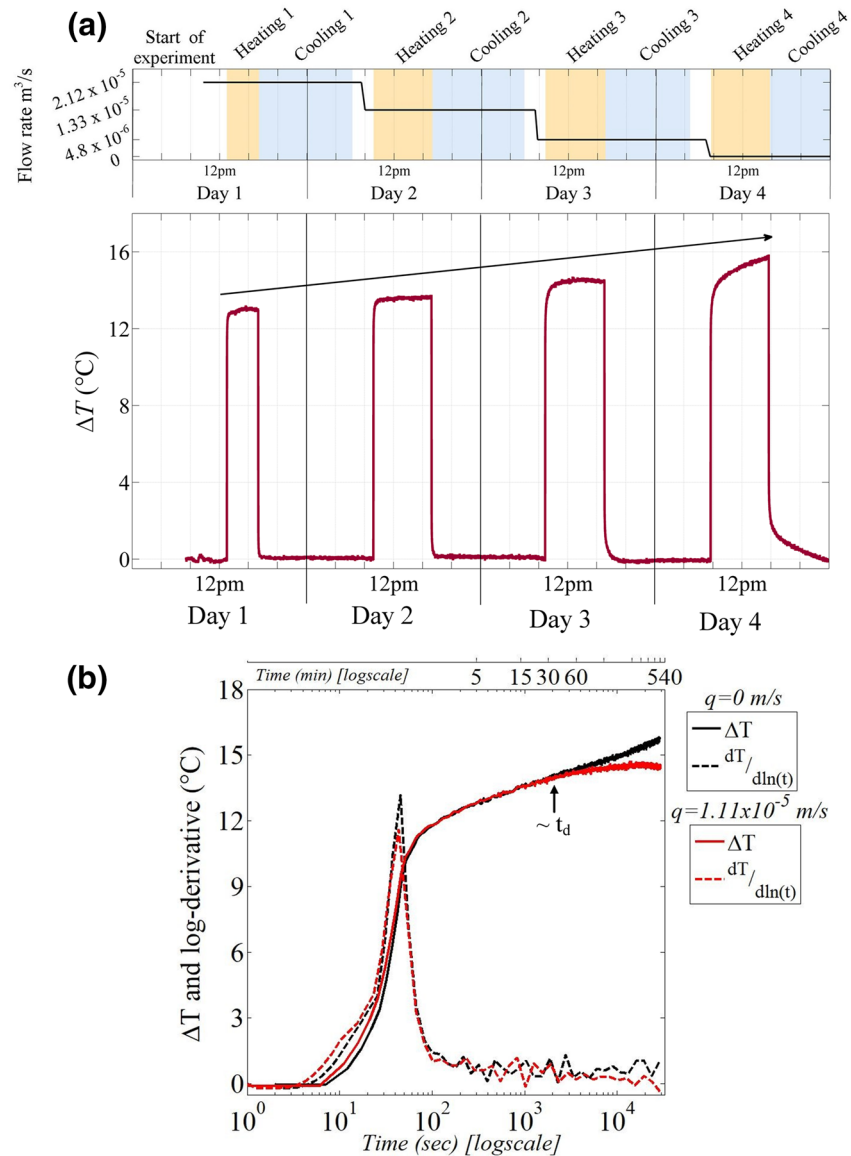 (a)
Start of experiment
Heating 1
Cooling 1
Heating 2
Cooling 2
Heating 3
Cooling 3
Heating 4
Cooling 4
Flow rate m³/s
2.12 x 10⁻⁵
1.33 x 10⁻⁵
4.8 x 10⁻⁶
0
12pm 12pm 12pm 12pm
Day 1 Day 2 Day 3 Day 4
ΔT (°C)
16
12
8
4
0
12pm 12pm 12pm 12pm
Day 1 Day 2 Day 3 Day 4
(b)
Time (min) [logscale] 5 15 30 60 540
ΔT and log-derivative (°C)
18
15
12
9
6
3
0
~ t_d
q=0 m/s
ΔT
dT/dln(t)
q=1.11x10⁻⁵ m/s
ΔT
dT/dln(t)
10⁰ 10¹ 10² 10³ 10⁴
Time (sec) [logscale]